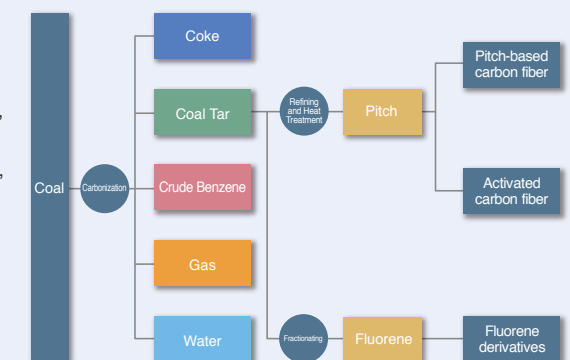 Coal
Carbonization
Coke
Coal Tar
Crude Benzene
Gas
Water
Refining
and Heat
Treatment
Fractionating
Pitch
Fluorene
Pitch-based
carbon fiber
Activated
carbon fiber
Fluorene
derivatives